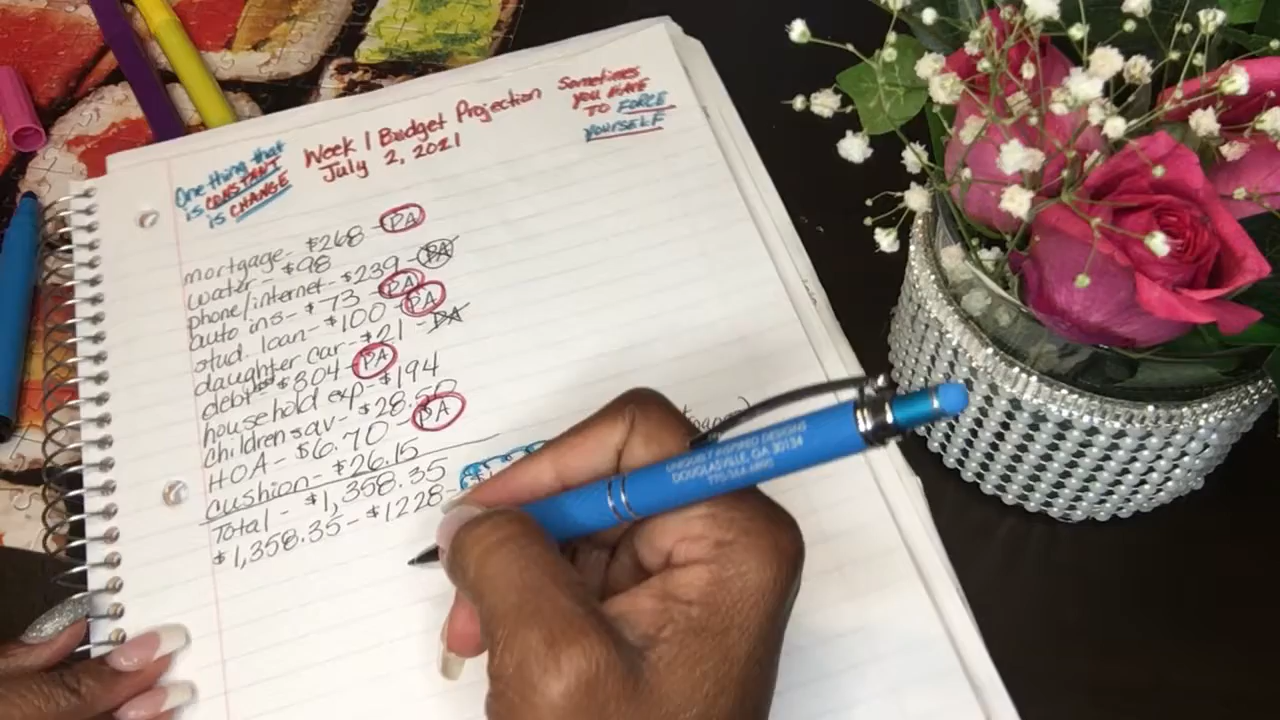 One thing that
is CONSTANT
is CHANGE
Week 1 Budget Projection
July 2, 2021
Sometimes
YOU HAVE
TO FORCE
YOURSELF
mortgage - $268 - PA
water - $98
phone/internet - $239 - PA
auto ins - $73 - PA
stud. loan - $100 - PA
daughter car - $21 - PA
debt - $304 - PA
household exp - $194
children sav - $28.50
HOA - $6.70 - PA
cushion - $26.15
Total - $1,358.35
$1,358.35 - $1228 -
UNIQUELY INSPIRED DESIGNS
DOUGLASVILLE, GA 30134